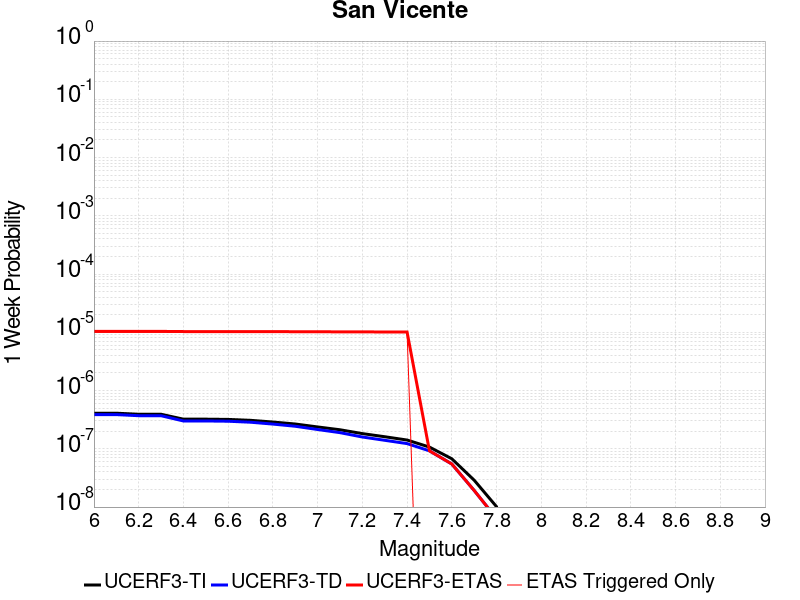 San Vicente
10^0
10^-1
10^-2
10^-3
10^-4
10^-5
10^-6
10^-7
10^-8
1 Week Probability
6 6.2 6.4 6.6 6.8 7 7.2 7.4 7.6 7.8 8 8.2 8.4 8.6 8.8 9
Magnitude
UCERF3-TI UCERF3-TD UCERF3-ETAS ETAS Triggered Only